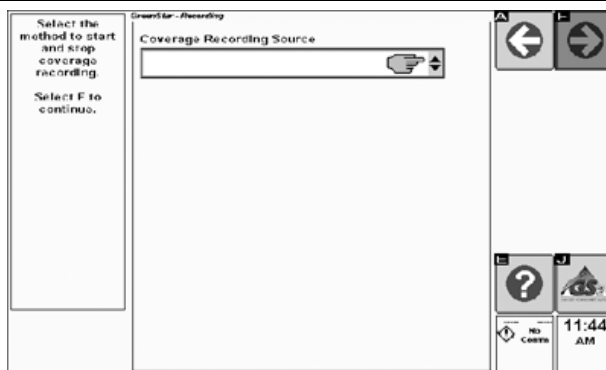 Select the
method to start
and stop
coverage
recording.
Select F to
continue.
GreenStar - Recording
Coverage Recording Source
A
F
?
J
GS
No
Comm
11:44
AM